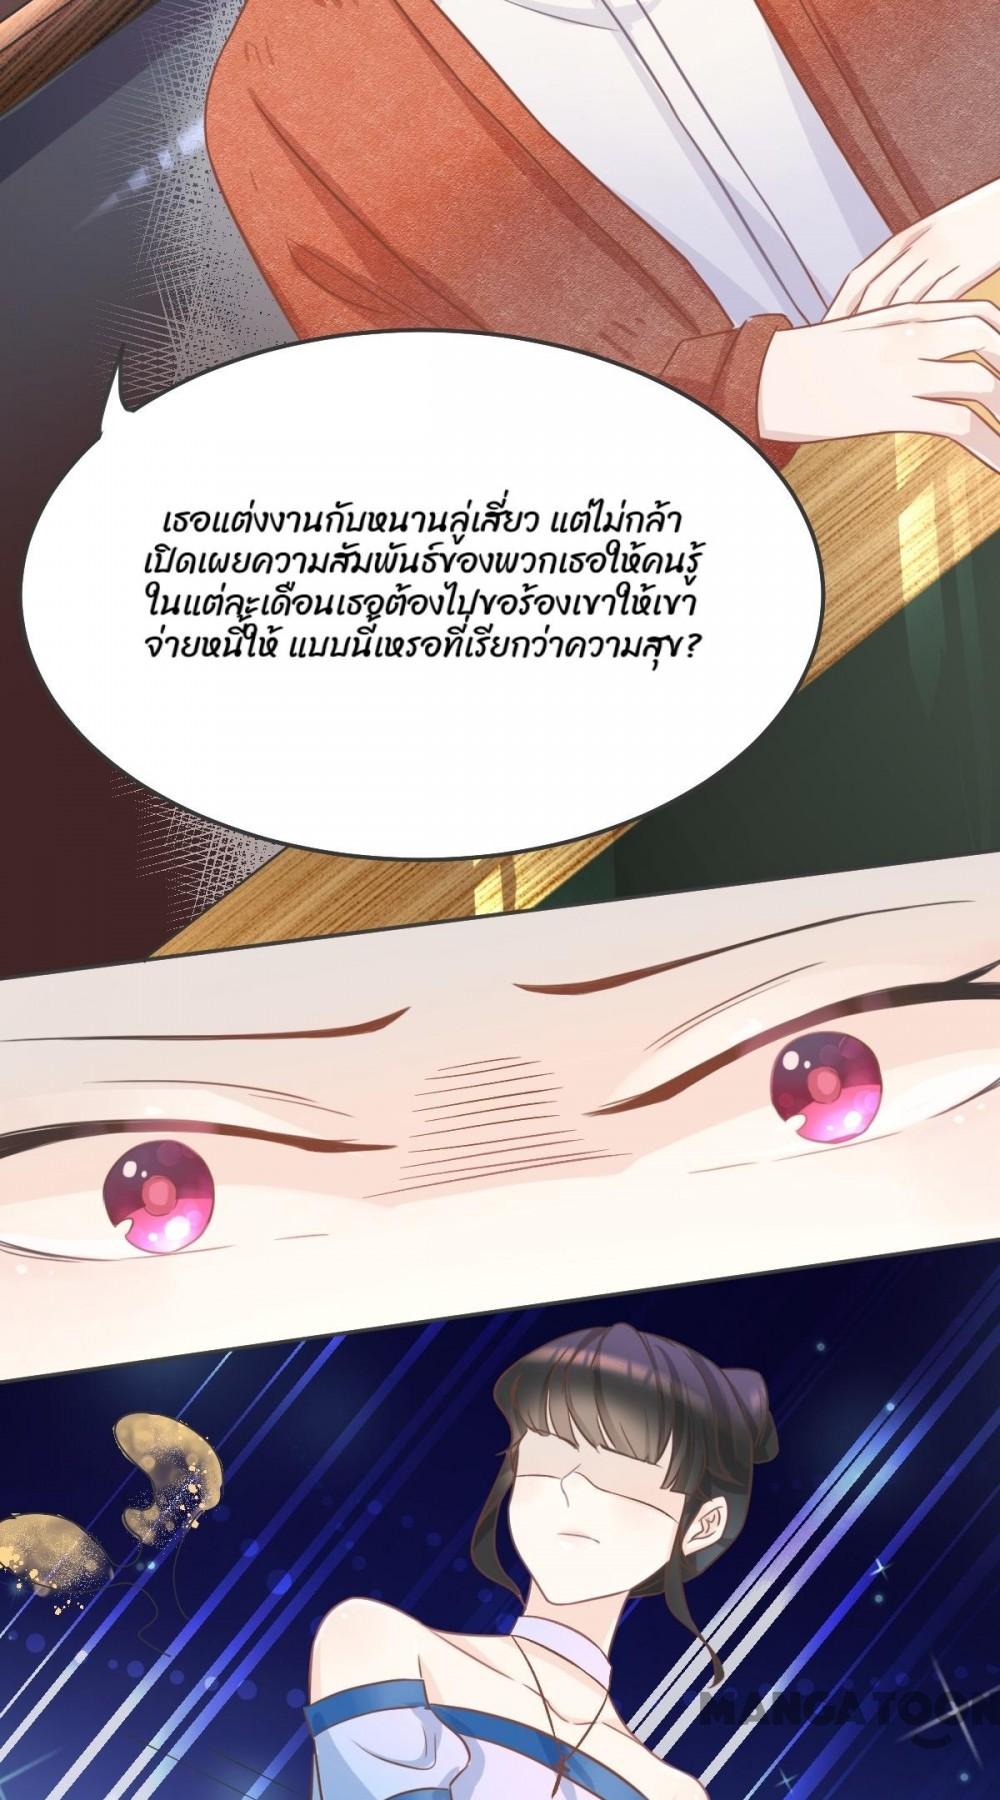 เธอแต่งงานกับหนานลู่เสี่ยว แต่ไม่กล้า
เปิดเผยความสัมพันธ์ของพวกเธอให้คนรู้
ในแต่ละเดือนเธอต้องไปขอร้องเขาให้เขา
จ่ายหนี้ให้ แบบนี้เหรอที่เรียกว่าความสุข?
MANGATOON